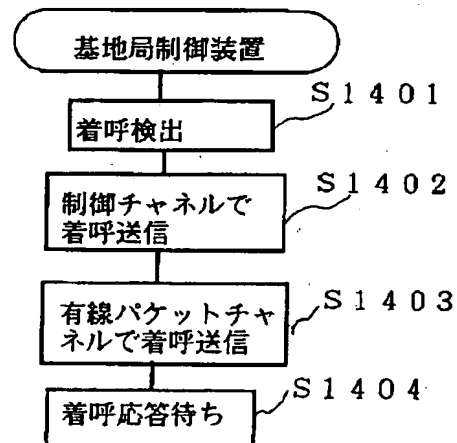 基地局制御装置
S1401
着呼検出
S1402
制御チャネルで
着呼送信
S1403
有線パケットチャ
ネルで着呼送信
S1404
着呼応答待ち